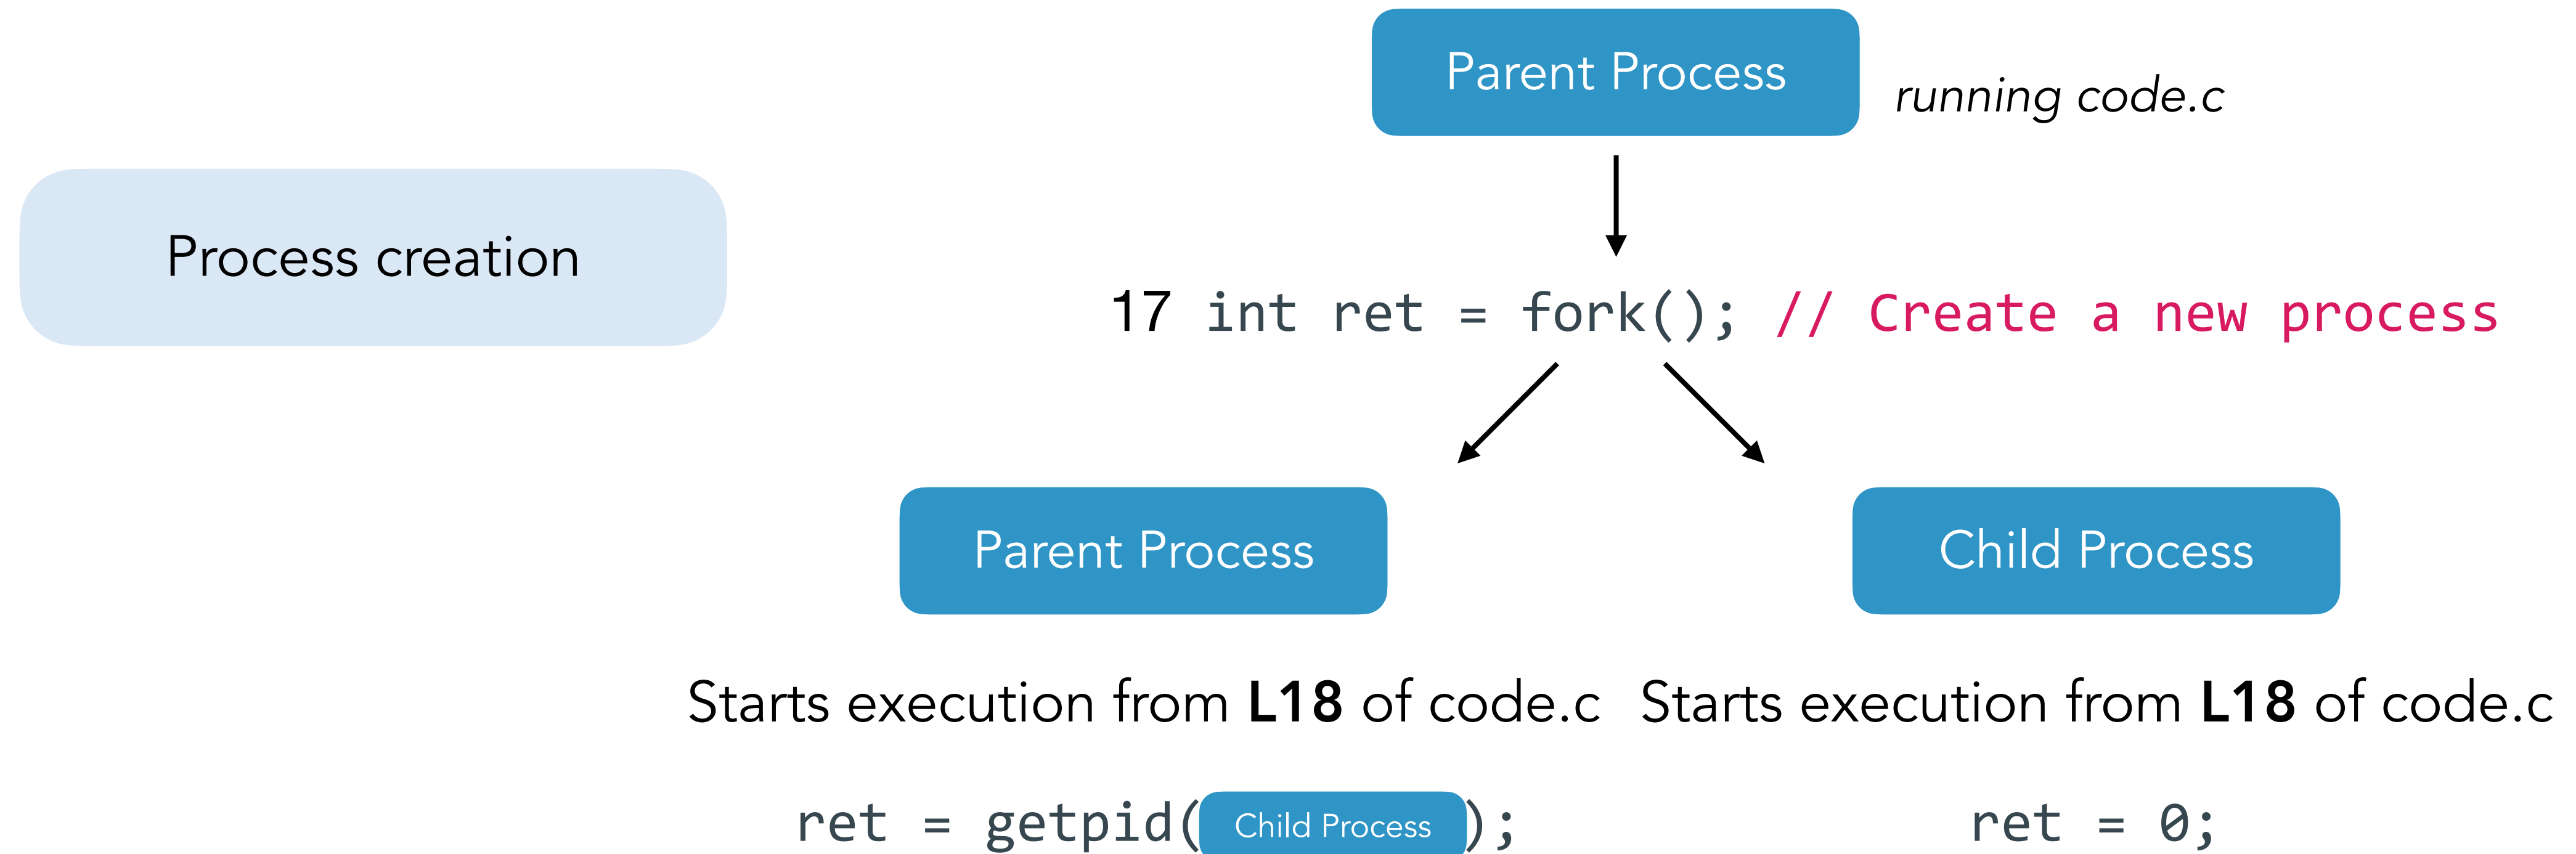 Parent Process
running code.c
Process creation
17 int ret = fork(); // Create a new process
Parent Process
Child Process
Starts execution from L18 of code.c
Starts execution from L18 of code.c
ret = getpid(Child Process);
ret = 0;